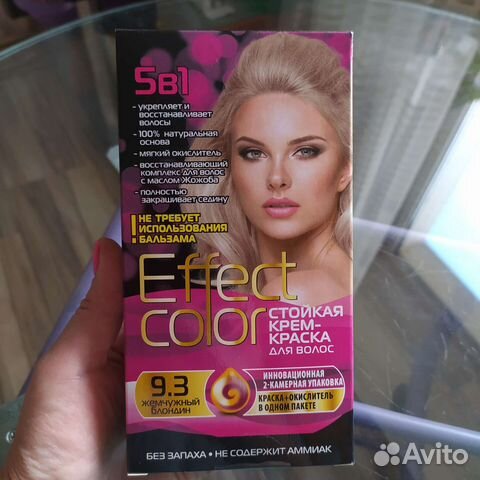 5в1
- укрепляет и
восстанавливает
волосы
- 100% натуральная
основа
- мягкий окислитель
- восстанавливающий
комплекс для волос
с маслом Жожоба
- полностью
закрашивает седину
! НЕ ТРЕБУЕТ
ИСПОЛЬЗОВАНИЯ
БАЛЬЗАМА
Effect
color
СТОЙКАЯ
КРЕМ-
КРАСКА
ДЛЯ ВОЛОС
9.3
жемчужный
блондин
ИННОВАЦИОННАЯ
2-КАМЕРНАЯ УПАКОВКА
КРАСКА+ОКИСЛИТЕЛЬ
В ОДНОМ ПАКЕТЕ
БЕЗ ЗАПАХА • НЕ СОДЕРЖИТ АММИАК
Avito